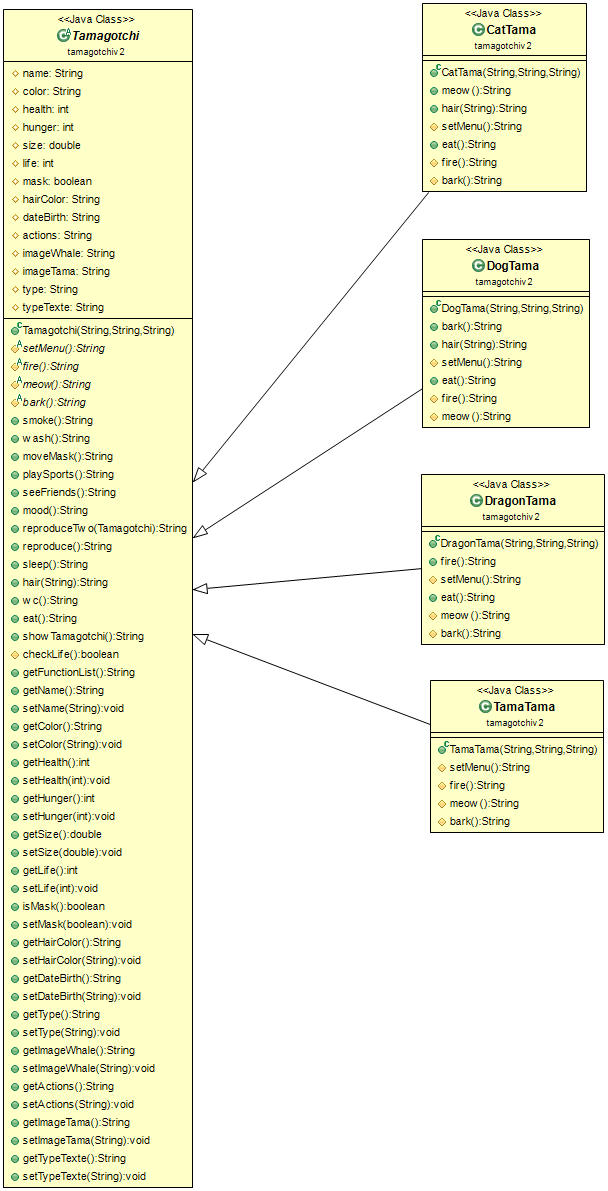 <<Java Class>>
Tamagotchi
tamagotchiv2
name: String
color: String
health: int
hunger: int
size: double
life: int
mask: boolean
hairColor: String
dateBirth: String
actions: String
imageWhale: String
imageTama: String
type: String
typeTexte: String
Tamagotchi(String,String,String)
setMenu():String
fire():String
meow():String
bark():String
smoke():String
wash():String
moveMask():String
playSports():String
seeFriends():String
mood():String
reproduceTwo(Tamagotchi):String
reproduce():String
sleep():String
hair(String):String
wc():String
eat():String
showTamagotchi():String
checkLife():boolean
getFunctionList():String
getName():String
setName(String):void
getColor():String
setColor(String):void
getHealth():int
setHealth(int):void
getHunger():int
setHunger(int):void
getSize():double
setSize(double):void
getLife():int
setLife(int):void
isMask():boolean
setMask(boolean):void
getHairColor():String
setHairColor(String):void
getDateBirth():String
setDateBirth(String):void
getType():String
setType(String):void
getImageWhale():String
setImageWhale(String):void
getActions():String
setActions(String):void
getImageTama():String
setImageTama(String):void
getTypeTexte():String
setTypeTexte(String):void
<<Java Class>>
CatTama
tamagotchiv2
CatTama(String,String,String)
meow():String
hair(String):String
setMenu():String
eat():String
fire():String
bark():String
<<Java Class>>
DogTama
tamagotchiv2
DogTama(String,String,String)
bark():String
hair(String):String
setMenu():String
eat():String
fire():String
meow():String
<<Java Class>>
DragonTama
tamagotchiv2
DragonTama(String,String,String)
fire():String
setMenu():String
eat():String
meow():String
bark():String
<<Java Class>>
TamaTama
tamagotchiv2
TamaTama(String,String,String)
setMenu():String
fire():String
meow():String
bark():String